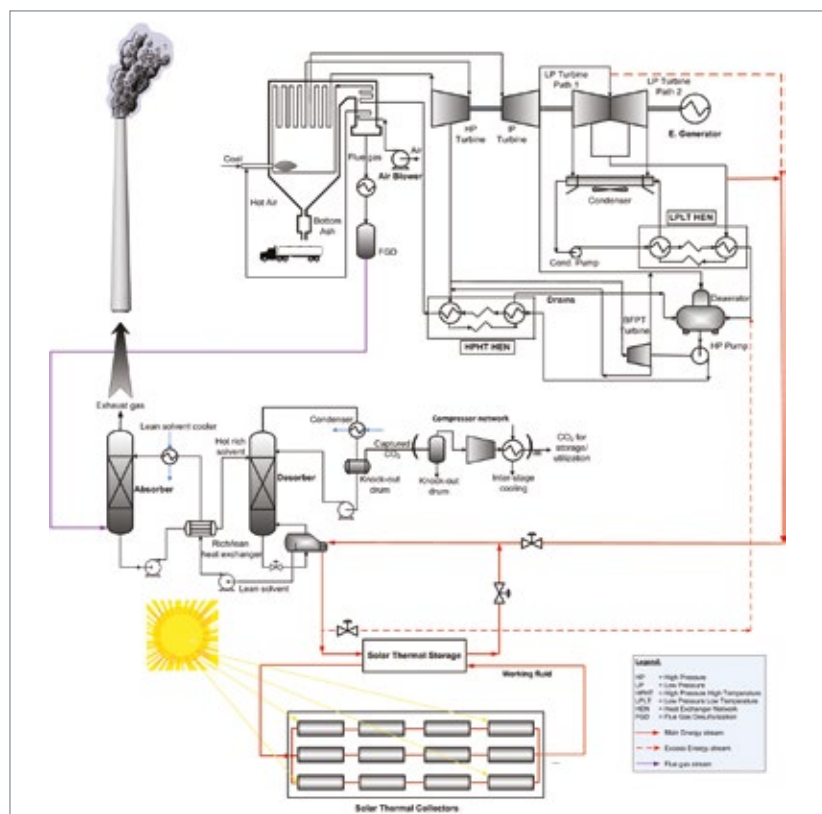 LP Turbine
Path 1
LP Turbine
Path 2
HP
Turbine
IP
Turbine
E. Generator
Coal
Flue gas
Air
Air Blower
Hot Air
Bottom
Ash
FGD
Condenser
LPLT HEN
Cond. Pump
Deaerator
Drains
BFPT
Turbine
HP Pump
HPHT HEN
Exhaust gas
Lean solvent cooler
Hot rich
solvent
Condenser
Captured
CO₂
Compressor network
CO₂ for
storage/
utilization
Knock-out
drum
Knock-out
drum
Inter-stage
cooling
Absorber
Desorber
Rich/lean
heat exchanger
Lean solvent
Solar Thermal Storage
Working fluid
Solar Thermal Collectors
Legend:
HP = High Pressure
LP = Low Pressure
HPHT = High Pressure High Temperature
LPLT = Low Pressure Low Temperature
HEN = Heat Exchanger Network
FGD = Flue Gas Desulfurization
Main Energy stream
Excess Energy stream
Flue gas stream